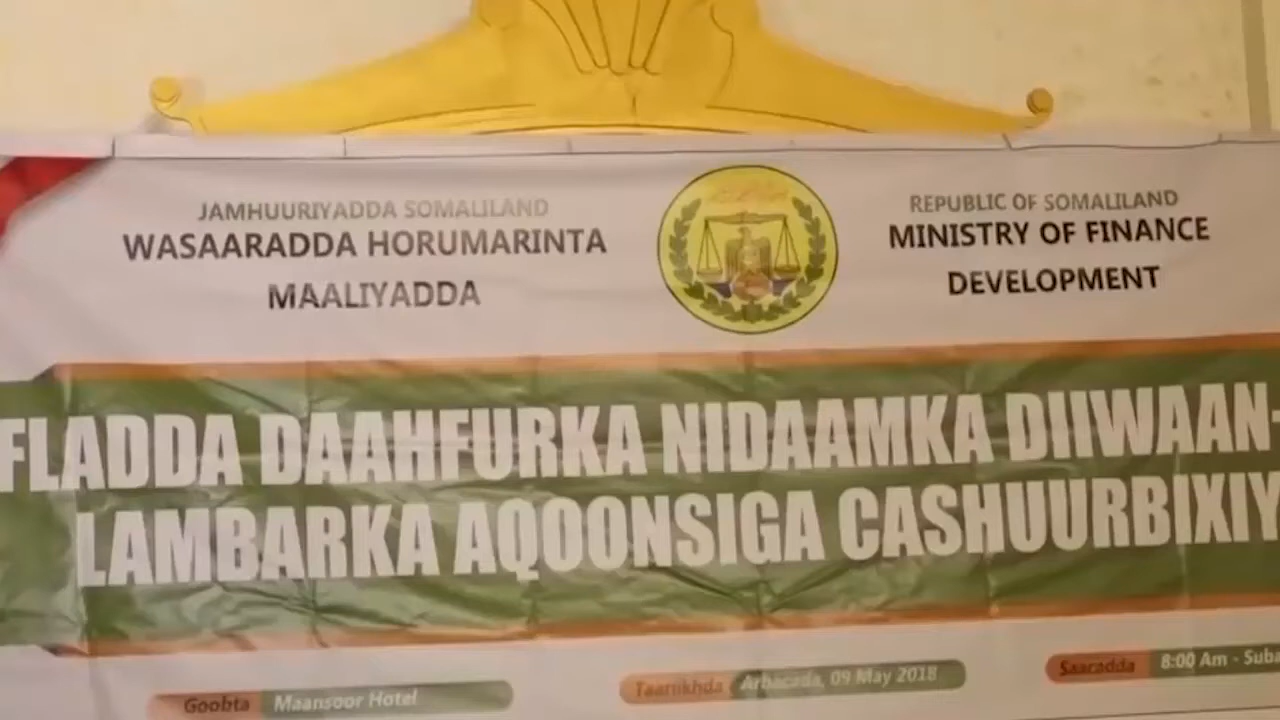 JAMHUURIYADDA SOMALILAND
WASAARADDA HORUMARINTA
MAALIYADDA
REPUBLIC OF SOMALILAND
MINISTRY OF FINANCE
DEVELOPMENT
FLADDA DAAHFURKA NIDAAMKA DIIWAAN-
LAMBARKA AQOONSIGA CASHUURBIXIY
Goobta Maansoor Hotel
Taariikhda Arbacada, 09 May 2018
Saacadda 8:00 Am - Suba